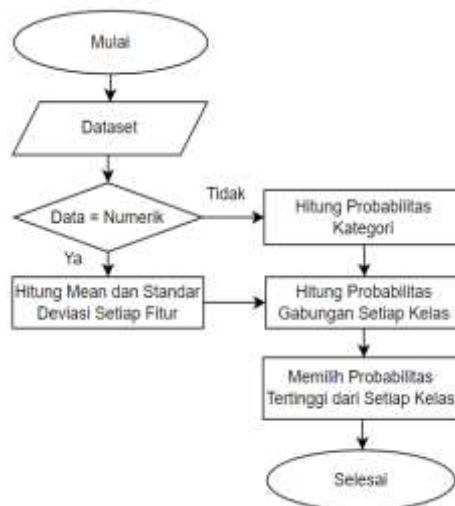 Mulai
Dataset
Data = Numerik
Tidak
Hitung Probabilitas
Kategori
Ya
Hitung Mean dan Standar
Deviasi Setiap Fitur
Hitung Probabilitas
Gabungan Setiap Kelas
Memilih Probabilitas
Tertinggi dari Setiap Kelas
Selesai